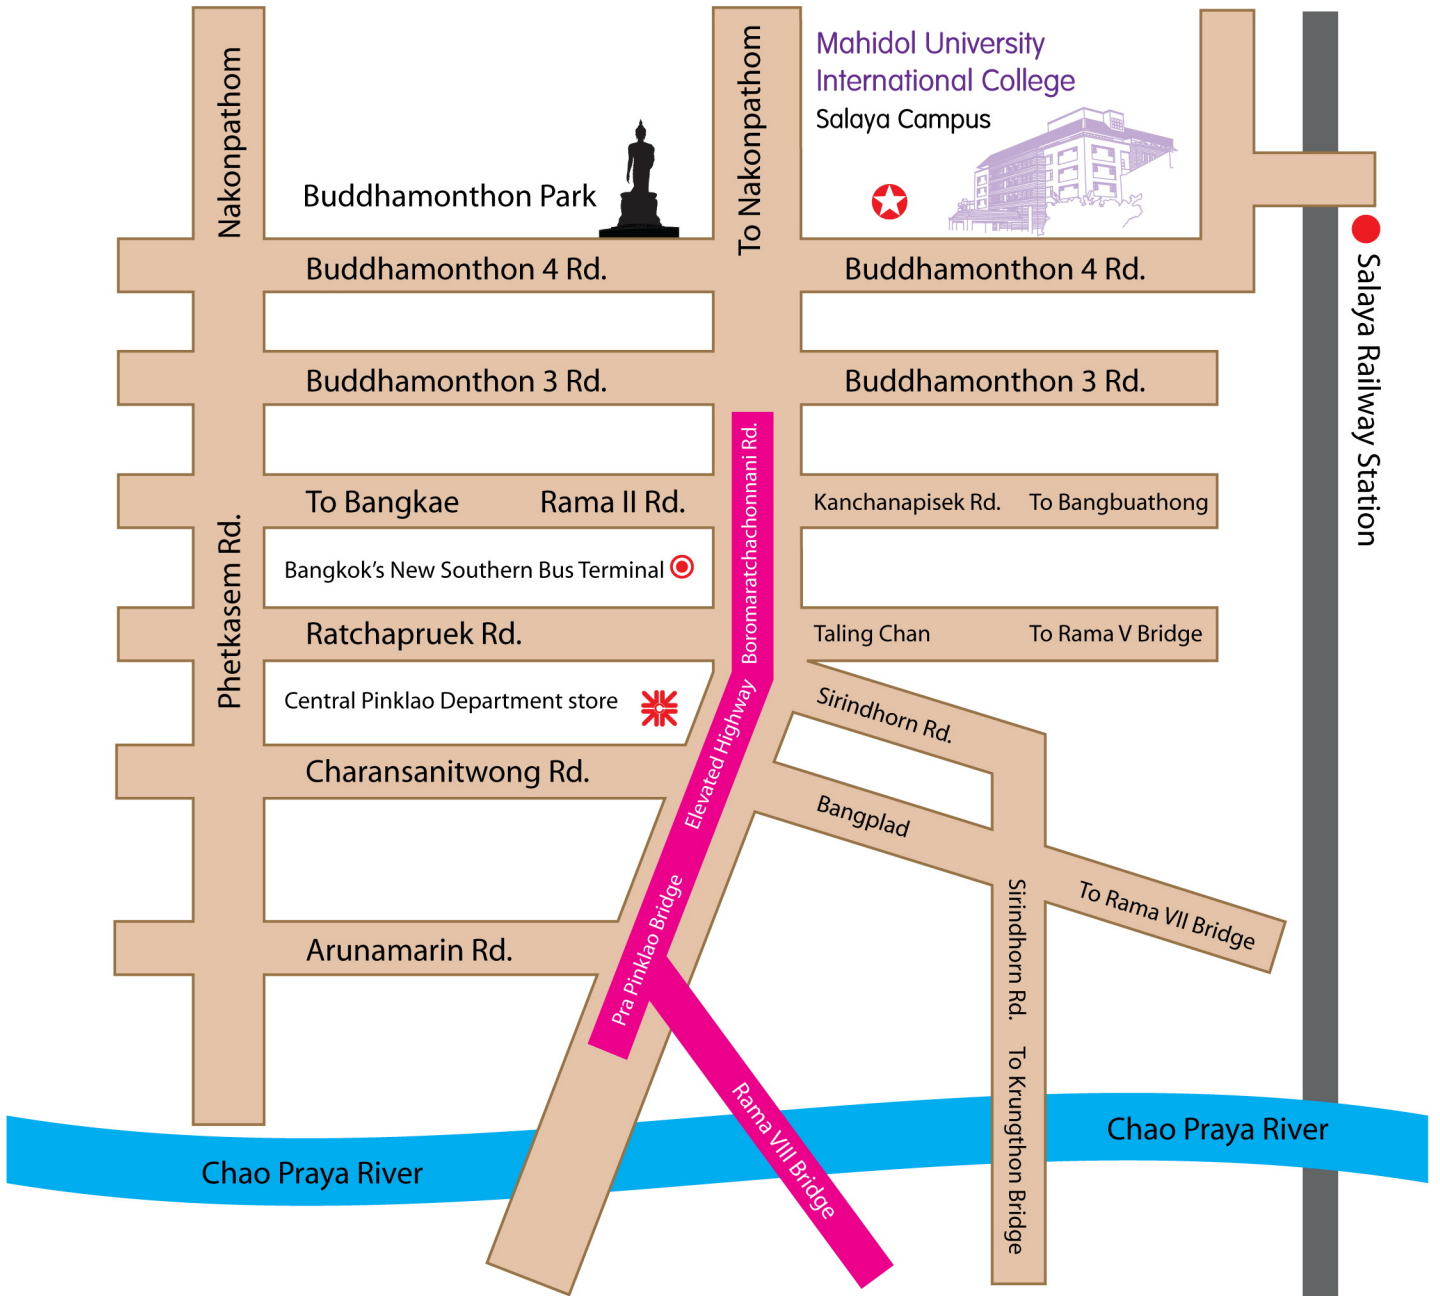 Nakonpathom
To Nakonpathom
Mahidol University
International College
Salaya Campus
Buddhamonthon Park
Buddhamonthon 4 Rd.
Buddhamonthon 4 Rd.
Salaya Railway Station
Buddhamonthon 3 Rd.
Buddhamonthon 3 Rd.
Boromaratchachonnani Rd.
To Bangkae
Rama II Rd.
Kanchanapisek Rd.
To Bangbuathong
Phetkasem Rd.
Bangkok's New Southern Bus Terminal
Ratchapruek Rd.
Taling Chan
To Rama V Bridge
Central Pinklao Department store
Elevated Highway
Sirindhorn Rd.
Charansanitwong Rd.
Bangplad
To Rama VII Bridge
Pra Pinklao Bridge
Arunamarin Rd.
Sirindhorn Rd.
To Krungthon Bridge
Rama VIII Bridge
Chao Praya River
Chao Praya River